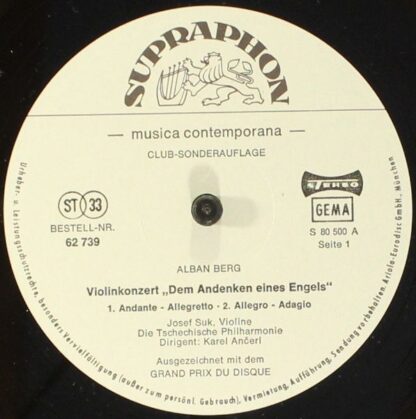 SUPRAPHON
— musica contemporana —
CLUB-SONDERAUFLAGE
ST 33
BESTELL-NR.
62 739
STEREO
GEMA
S 80 500 A
Seite 1
ALBAN BERG
Violinkonzert „Dem Andenken eines Engels"
1. Andante - Allegretto - 2. Allegro - Adagio
Josef Suk, Violine
Die Tschechische Philharmonie
Dirigent: Karel Ančerl
Ausgezeichnet mit dem
GRAND PRIX DU DISQUE
Urheber- u. Leistungsschutzrechte, besonders Vervielfältigung (außer zum persönl. Gebrauch), Vermietung, Aufführung, Sendung vorbehalten. Ariola-Eurodisc GmbH., München.